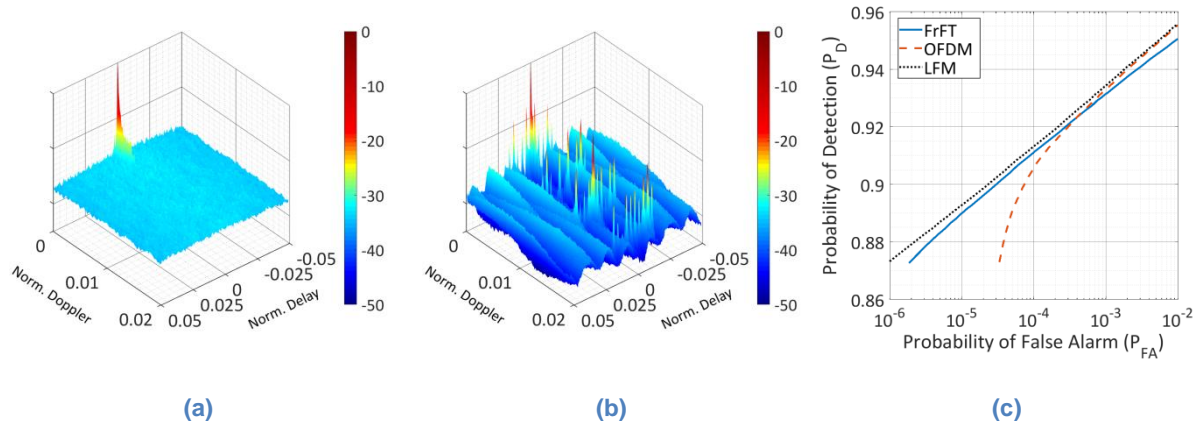 0
-10
-20
-30
-40
-50
0
0.01
0.02
Norm. Doppler
0.05
0.025
0
-0.025
-0.05
Norm. Delay
(a)
0
-10
-20
-30
-40
-50
0
0.01
0.02
Norm. Doppler
0.05
0.025
0
-0.025
-0.05
Norm. Delay
(b)
FrFT
OFDM
LFM
0.96
0.94
0.92
0.9
0.88
0.86
Probability of Detection (P_D)
10^-6 10^-5 10^-4 10^-3 10^-2
Probability of False Alarm (P_FA)
(c)